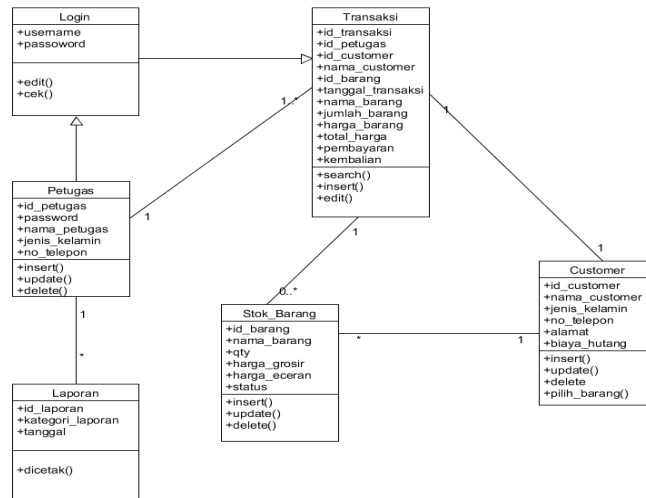 Login
+username
+passoword
+edit()
+cek()
Transaksi
+id_transaksi
+id_petugas
+id_customer
+nama_customer
+id_barang
+tanggal_transaksi
+nama_barang
+jumlah_barang
+harga_barang
+total_harga
+pembayaran
+kembalian
+search()
+insert()
+edit()
1..*
1
1
1
1
0..*
Petugas
+id_petugas
+password
+nama_petugas
+jenis_kelamin
+no_telepon
+insert()
+update()
+delete()
1
*
Customer
+id_customer
+nama_customer
+jenis_kelamin
+no_telepon
+alamat
+biaya_hutang
+insert()
+update()
+delete
+pilih_barang()
Stok_Barang
+id_barang
+nama_barang
+qty
+harga_grosir
+harga_eceran
+status
+insert()
+update()
+delete()
*
1
Laporan
+id_laporan
+kategori_laporan
+tanggal
+dicetak()